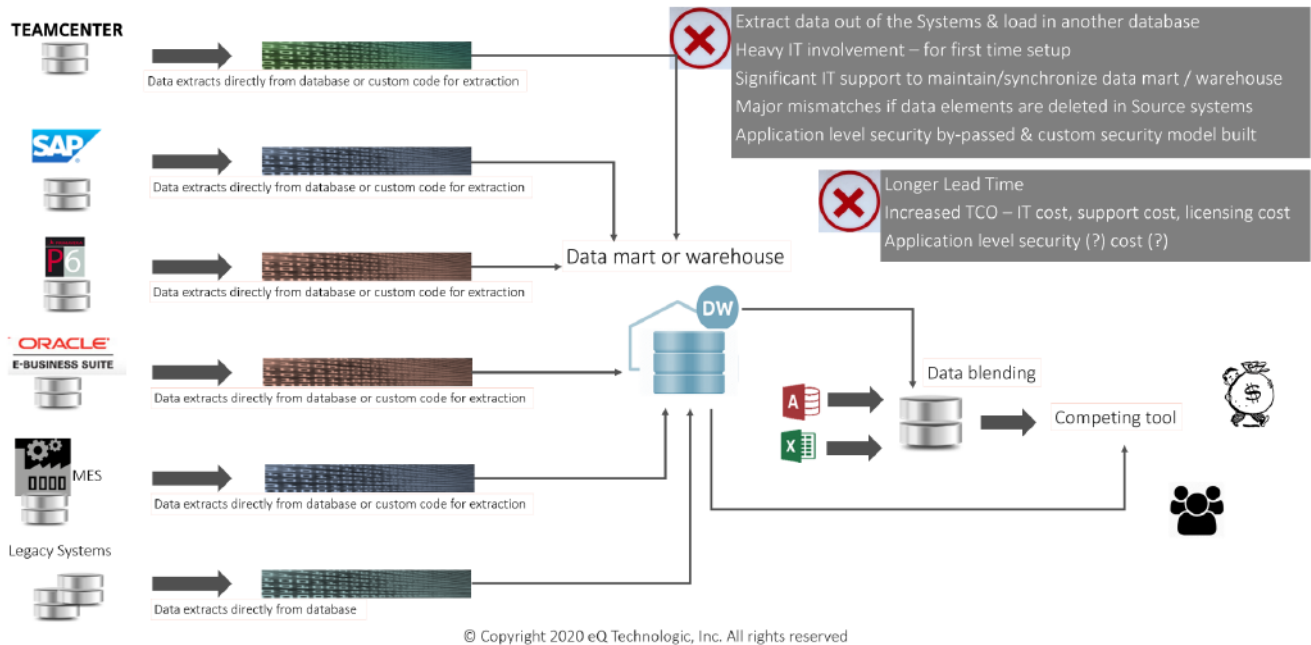 TEAMCENTER
Data extracts directly from database or custom code for extraction
Extract data out of the Systems & load in another database
Heavy IT involvement – for first time setup
Significant IT support to maintain/synchronize data mart / warehouse
Major mismatches if data elements are deleted in Source systems
Application level security by-passed & custom security model built
SAP
Data extracts directly from database or custom code for extraction
Longer Lead Time
Increased TCO – IT cost, support cost, licensing cost
Application level security (?) cost (?)
P6
Data extracts directly from database or custom code for extraction
Data mart or warehouse
DW
ORACLE
E-BUSINESS SUITE
Data extracts directly from database or custom code for extraction
A
X
Data blending
Competing tool
$
MES
Data extracts directly from database or custom code for extraction
Legacy Systems
Data extracts directly from database
© Copyright 2020 eQ Technologic, Inc. All rights reserved